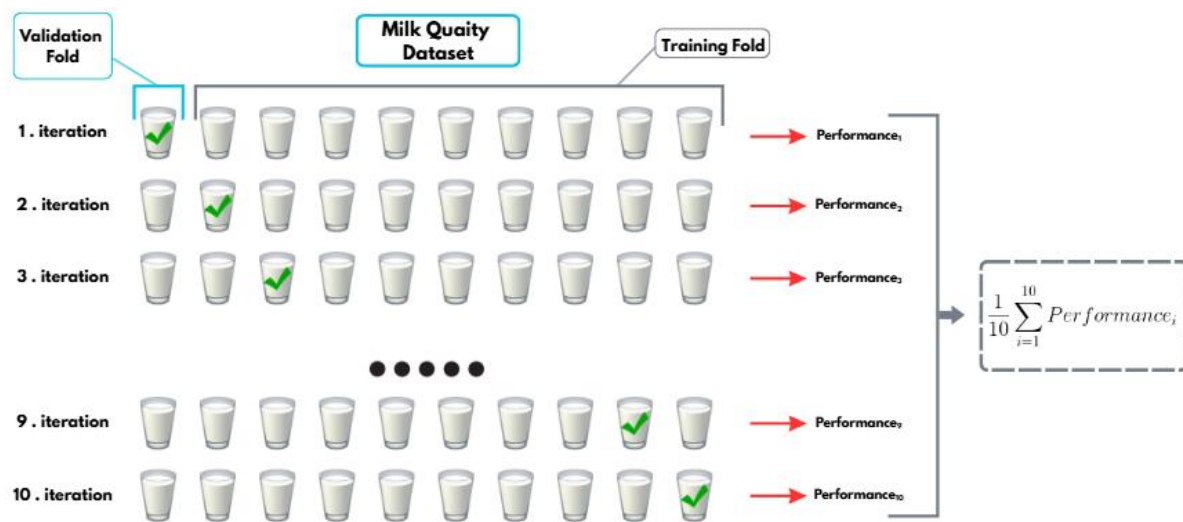 Validation
Fold
Milk Quaity
Dataset
Training Fold
1 . iteration
Performance₁
2 . iteration
Performance₂
3 . iteration
Performance₃
9 . iteration
Performance₉
10 . iteration
Performance₁₀
1/10 ∑_{i=1}^{10} Performance_i